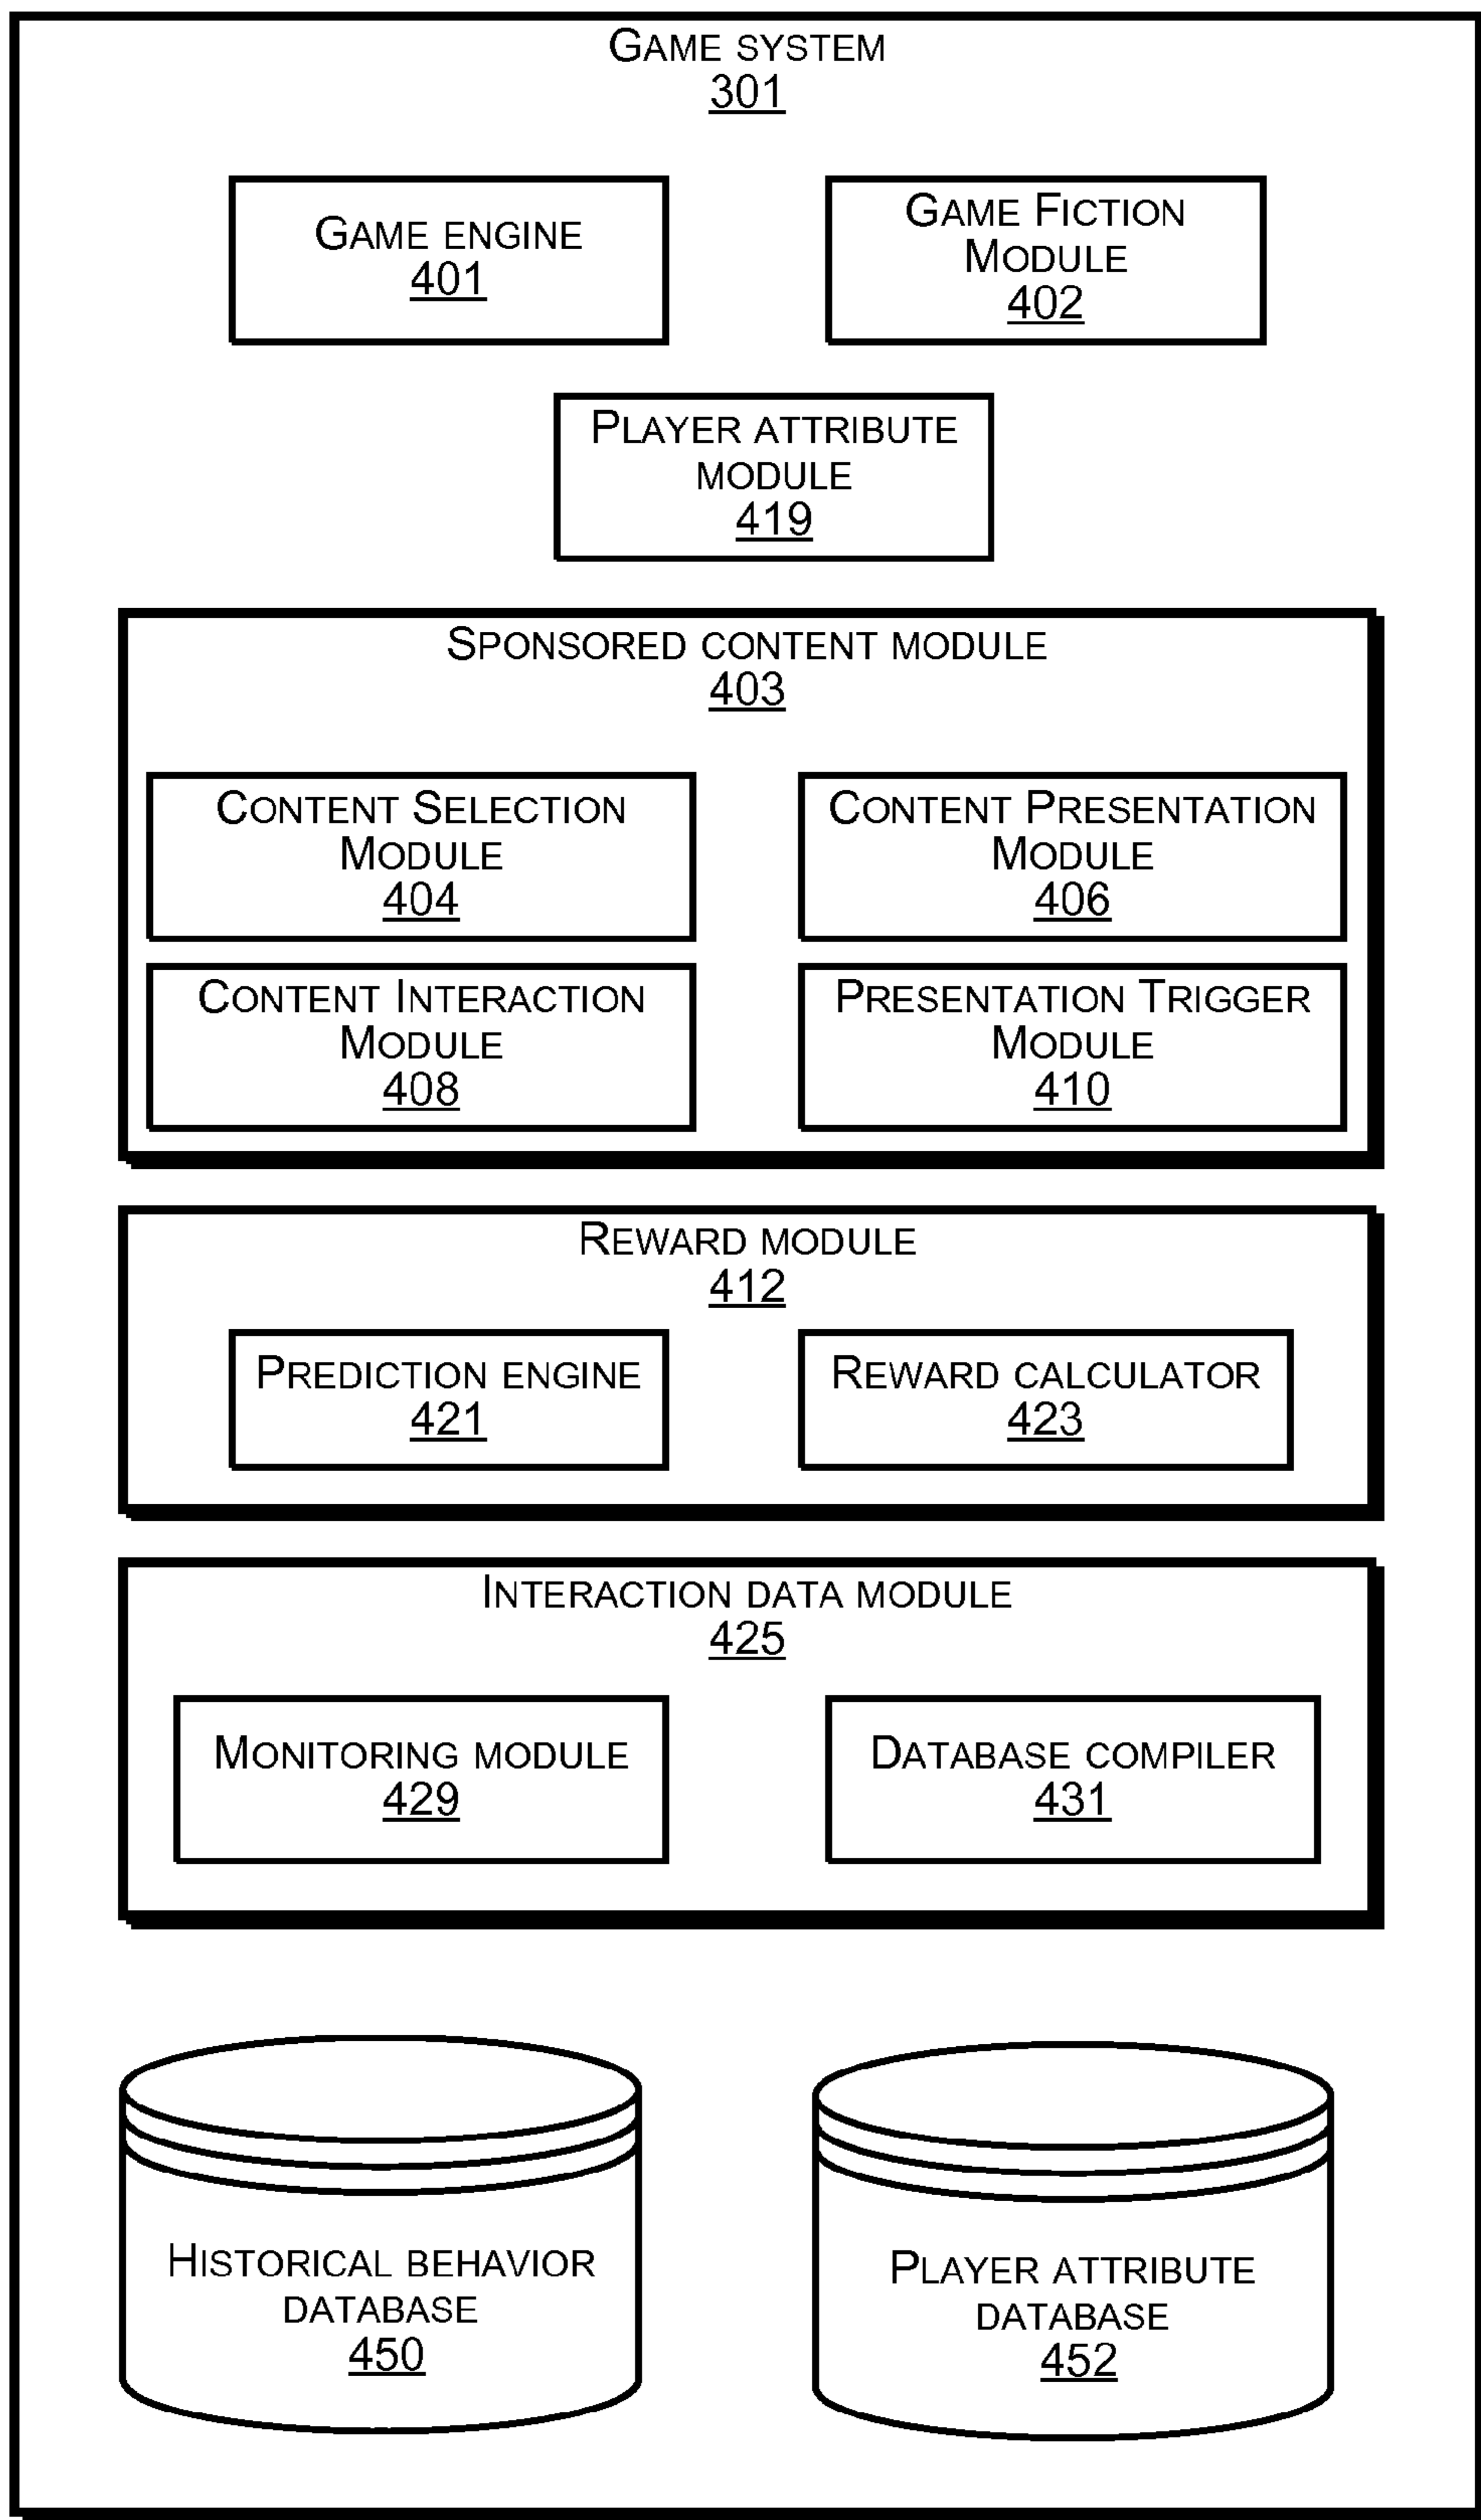 GAME SYSTEM
301
GAME ENGINE
401
GAME FICTION
MODULE
402
PLAYER ATTRIBUTE
MODULE
419
SPONSORED CONTENT MODULE
403
CONTENT SELECTION
MODULE
404
CONTENT PRESENTATION
MODULE
406
CONTENT INTERACTION
MODULE
408
PRESENTATION TRIGGER
MODULE
410
REWARD MODULE
412
PREDICTION ENGINE
421
REWARD CALCULATOR
423
INTERACTION DATA MODULE
425
MONITORING MODULE
429
DATABASE COMPILER
431
HISTORICAL BEHAVIOR
DATABASE
450
PLAYER ATTRIBUTE
DATABASE
452